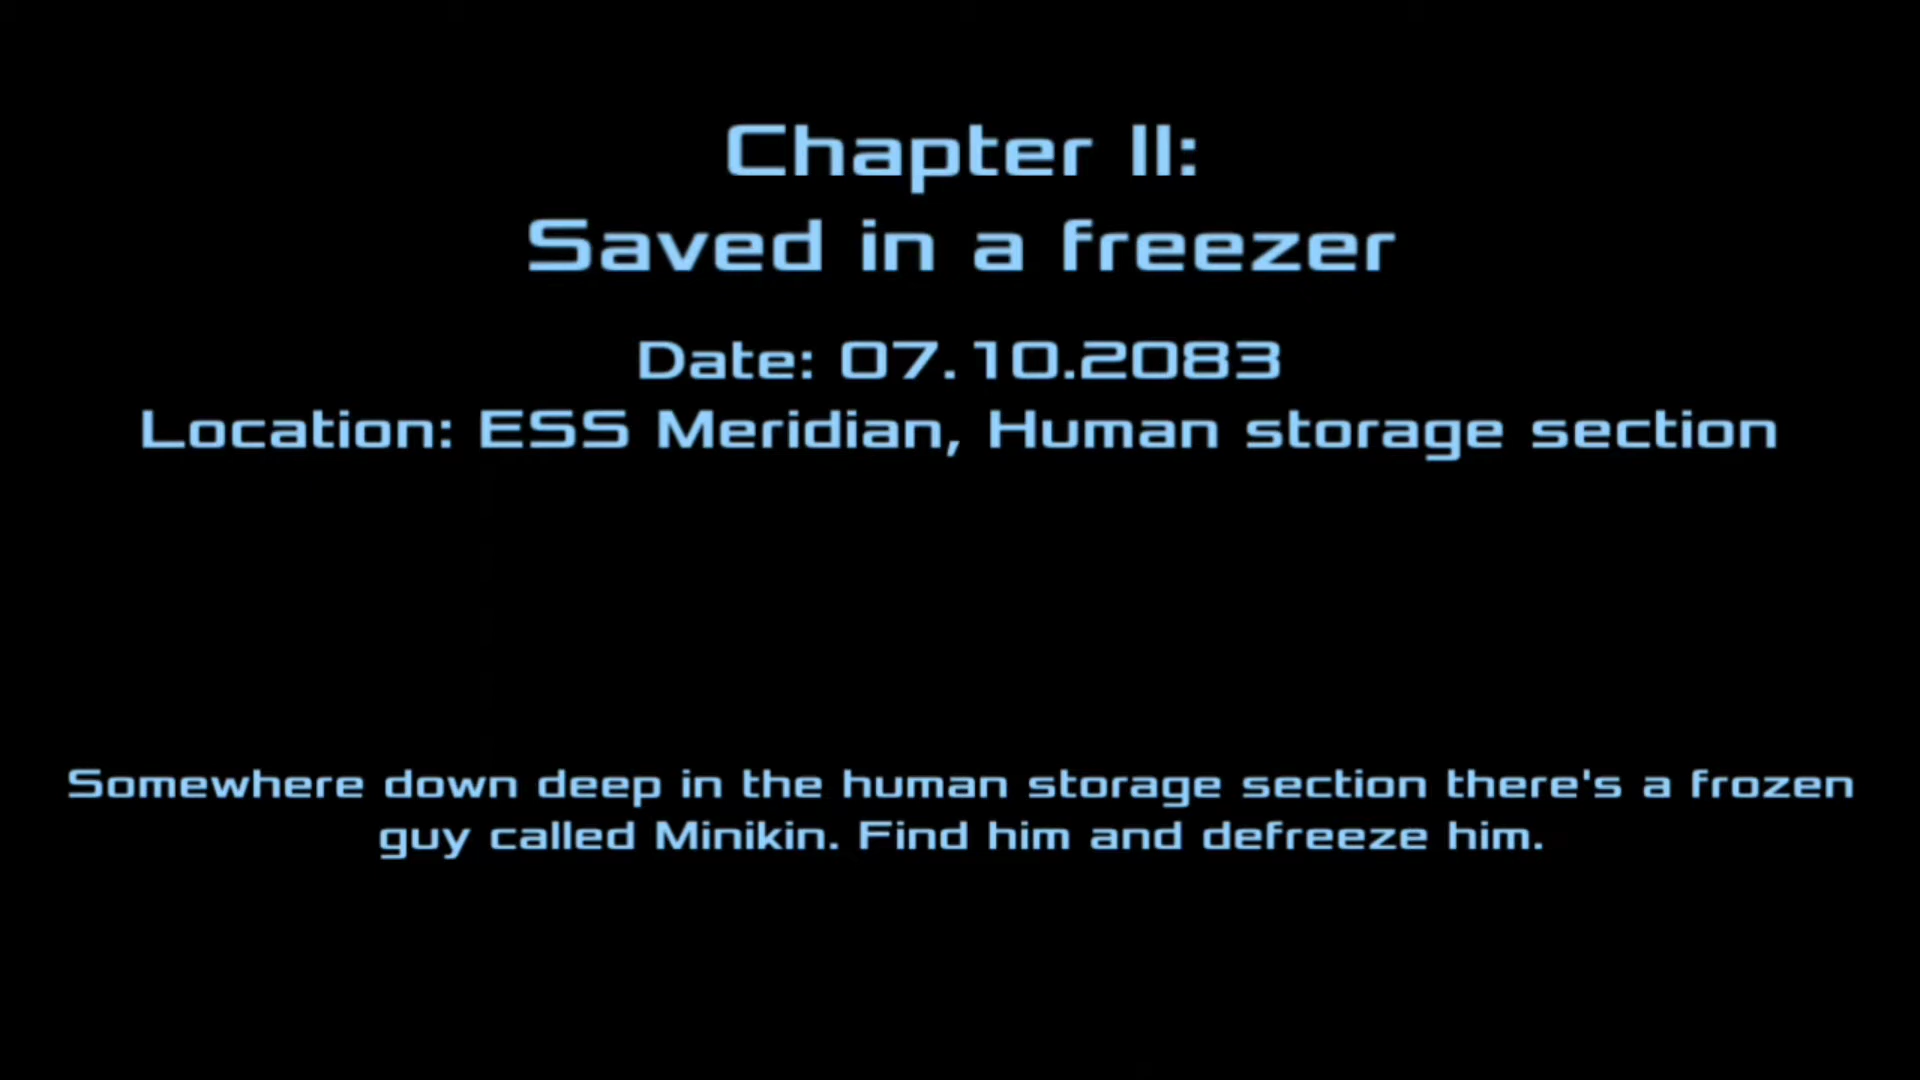 Chapter II:
Saved in a freezer
Date: 07.10.2083
Location: ESS Meridian, Human storage section
Somewhere down deep in the human storage section there's a frozen
guy called Minikin. Find him and defreeze him.